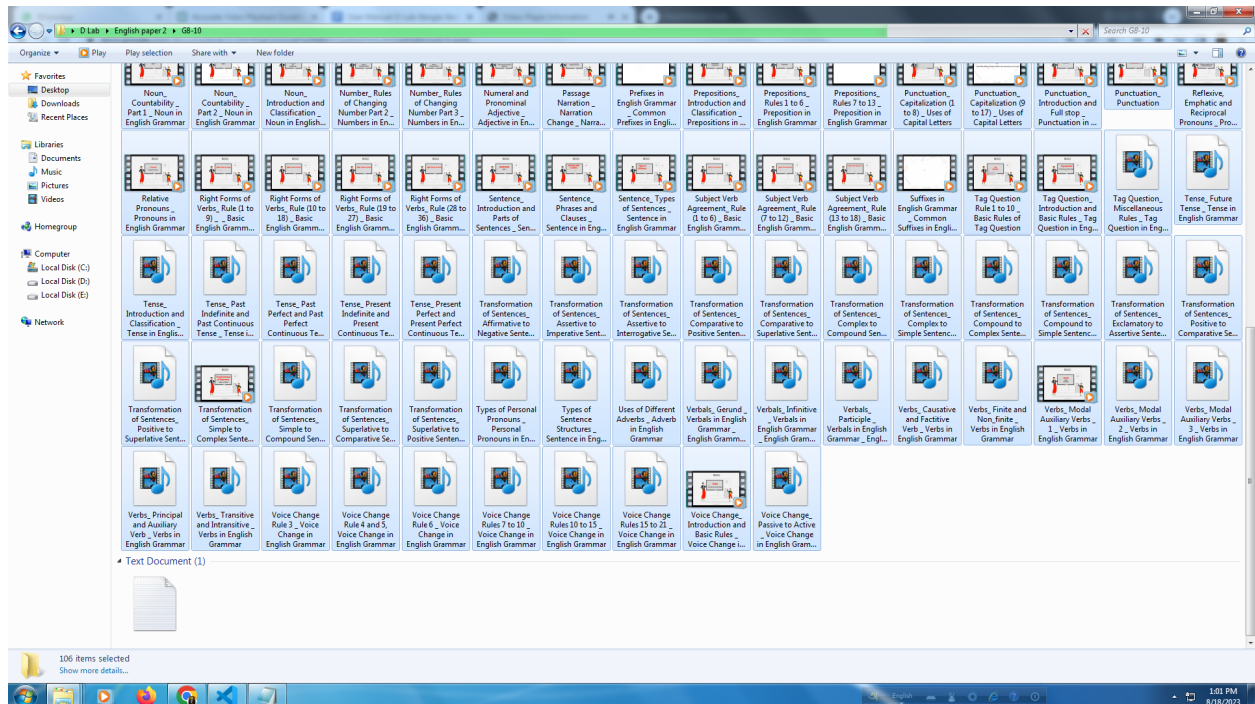 D Lab ▸ English paper 2 ▸ G8-10
Search G8-10
Organize
Play
Play selection
Share with
New folder
Favorites
Desktop
Downloads
Recent Places
Libraries
Documents
Music
Pictures
Videos
Homegroup
Computer
Local Disk (C:)
Local Disk (D:)
Local Disk (E:)
Network
Noun_
Countability_
Part 1 _ Noun in
English Grammar
Noun_
Countability_
Part 2 _ Noun in
English Grammar
Noun_
Introduction and
Classification _
Noun in English...
Number_ Rules
of Changing
Number Part 2 _
Numbers in En...
Number_ Rules
of Changing
Number Part 3 _
Numbers in En...
Numeral and
Pronominal
Adjective _
Adjective in En...
Passage
Narration _
Narration
Change _ Narra...
Prefixes in
English Grammar
_ Common
Prefixes in Engli...
Prepositions_
Introduction and
Classification _
Prepositions in ...
Prepositions_
Rules 1 to 6 _
Preposition in
English Grammar
Prepositions_
Rules 7 to 13 _
Preposition in
English Grammar
Punctuation_
Capitalization (1
to 8) _ Uses of
Capital Letters
Punctuation_
Capitalization (9
to 17) _ Uses of
Capital Letters
Punctuation_
Introduction and
Full stop _
Punctuation in ...
Punctuation_
Punctuation
Reflexive,
Emphatic and
Reciprocal
Pronouns _ Pro...
Relative
Pronouns _
Pronouns in
English Grammar
Right Forms of
Verbs_ Rule (1 to
9) _ _ Basic
English Gramm...
Right Forms of
Verbs_ Rule (10 to
18) _ Basic
English Gramm...
Right Forms of
Verbs_ Rule (19 to
27) _ Basic
English Gramm...
Right Forms of
Verbs_ Rule (28 to
36) _ Basic
English Gramm...
Sentence_
Introduction and
Parts of
Sentences _ Sen...
Sentence_
Phrases and
Clauses _
Sentence in Eng...
Sentence_ Types
of Sentences _
Sentence in
English Grammar
Subject Verb
Agreement_ Rule
(1 to 6) _ Basic
English Gramm...
Subject Verb
Agreement_ Rule
(7 to 12) _ Basic
English Gramm...
Subject Verb
Agreement_ Rule
(13 to 18) _ Basic
English Gramm...
Suffixes in
English Grammar
_ Common
Suffixes in Engli...
Tag Question
Rule 1 to 10 _
Basic Rules of
Tag Question
Tag Question_
Introduction and
Basic Rules _ Tag
Question in Eng...
Tag Question_
Miscellaneous
Rules _ Tag
Question in Eng...
Tense_ Future
Tense _ Tense in
English Grammar
Tense_
Introduction and
Classification _
Tense in Englis...
Tense_ Past
Indefinite and
Past Continuous
Tense _ Tense i...
Tense_ Past
Perfect and Past
Perfect
Continuous Te...
Tense_ Present
Indefinite and
Present
Continuous Te...
Tense_ Present
Perfect and
Present Perfect
Continuous Te...
Transformation
of Sentences_
Affirmative to
Negative Sente...
Transformation
of Sentences_
Assertive to
Imperative Sent...
Transformation
of Sentences_
Assertive to
Interrogative Se...
Transformation
of Sentences_
Comparative to
Positive Senten...
Transformation
of Sentences_
Comparative to
Superlative Sent...
Transformation
of Sentences_
Complex to
Compound Sen...
Transformation
of Sentences_
Complex to
Simple Sentenc...
Transformation
of Sentences_
Compound to
Complex Sente...
Transformation
of Sentences_
Compound to
Simple Sentenc...
Transformation
of Sentences_
Exclamatory to
Assertive Sente...
Transformation
of Sentences_
Positive to
Comparative Se...
Transformation
of Sentences_
Positive to
Superlative Sent...
Transformation
of Sentences_
Simple to
Complex Sente...
Transformation
of Sentences_
Simple to
Compound Sen...
Transformation
of Sentences_
Superlative to
Comparative Se...
Transformation
of Sentences_
Superlative to
Positive Senten...
Types of Personal
Pronouns _
Personal
Pronouns in En...
Types of
Sentence
Structures _
Sentence in Eng...
Uses of Different
Adverbs _ Adverb
in English
Grammar
Verbals_ Gerund _
Verbals in English
Grammar _
English Gramm...
Verbals_ Infinitive
_ Verbals in
English Grammar
_ English Gram...
Verbals_
Participle _
Verbals in English
Grammar _ Engl...
Verbs_ Causative
and Factitive
Verb _ Verbs in
English Grammar
Verbs_ Finite and
Non_finite _
Verbs in English
Grammar
Verbs_ Modal
Auxiliary Verbs _
1 _ Verbs in
English Grammar
Verbs_ Modal
Auxiliary Verbs _
2 _ Verbs in
English Grammar
Verbs_ Modal
Auxiliary Verbs _
3 _ Verbs in
English Grammar
Verbs_ Principal
and Auxiliary
Verb _ Verbs in
English Grammar
Verbs_ Transitive
and Intransitive _
Verbs in English
Grammar
Voice Change
Rule 3 _ Voice
Change in
English Grammar
Voice Change
Rule 4 and 5,
Voice Change in
English Grammar
Voice Change
Rule 6 _ Voice
Change in
English Grammar
Voice Change
Rules 7 to 10 _
Voice Change in
English Grammar
Voice Change
Rules 10 to 15 _
Voice Change in
English Grammar
Voice Change
Rules 15 to 21 _
Voice Change in
English Grammar
Voice Change_
Introduction and
Basic Rules _
Voice Change i...
Voice Change_
Passive to Active
_ Voice Change
in English Gram...
Text Document (1)
106 items selected
Show more details...
English
1:01 PM
8/18/2023